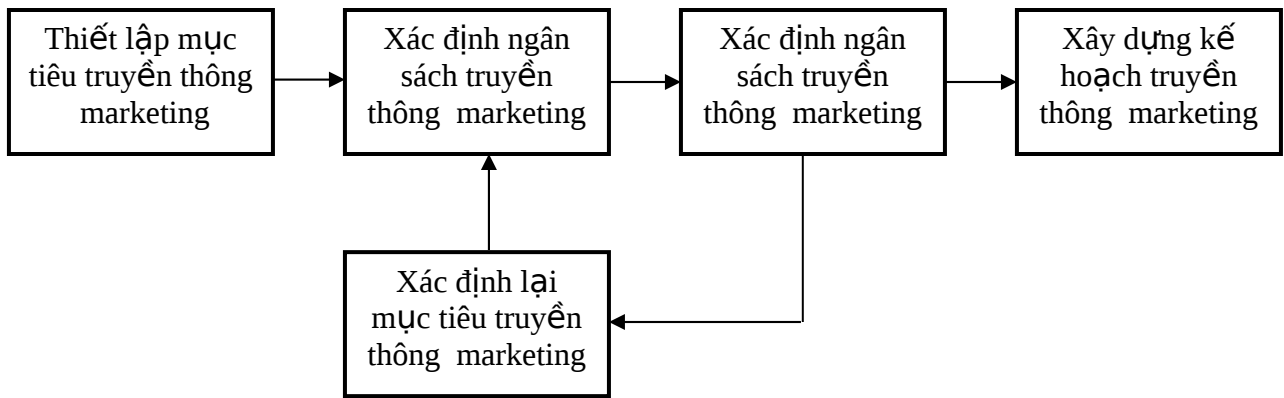 Thiết lập mục
tiêu truyền thông
marketing
Xác định ngân
sách truyền
thông marketing
Xác định ngân
sách truyền
thông marketing
Xây dựng kế
hoạch truyền
thông marketing
Xác định lại
mục tiêu truyền
thông marketing